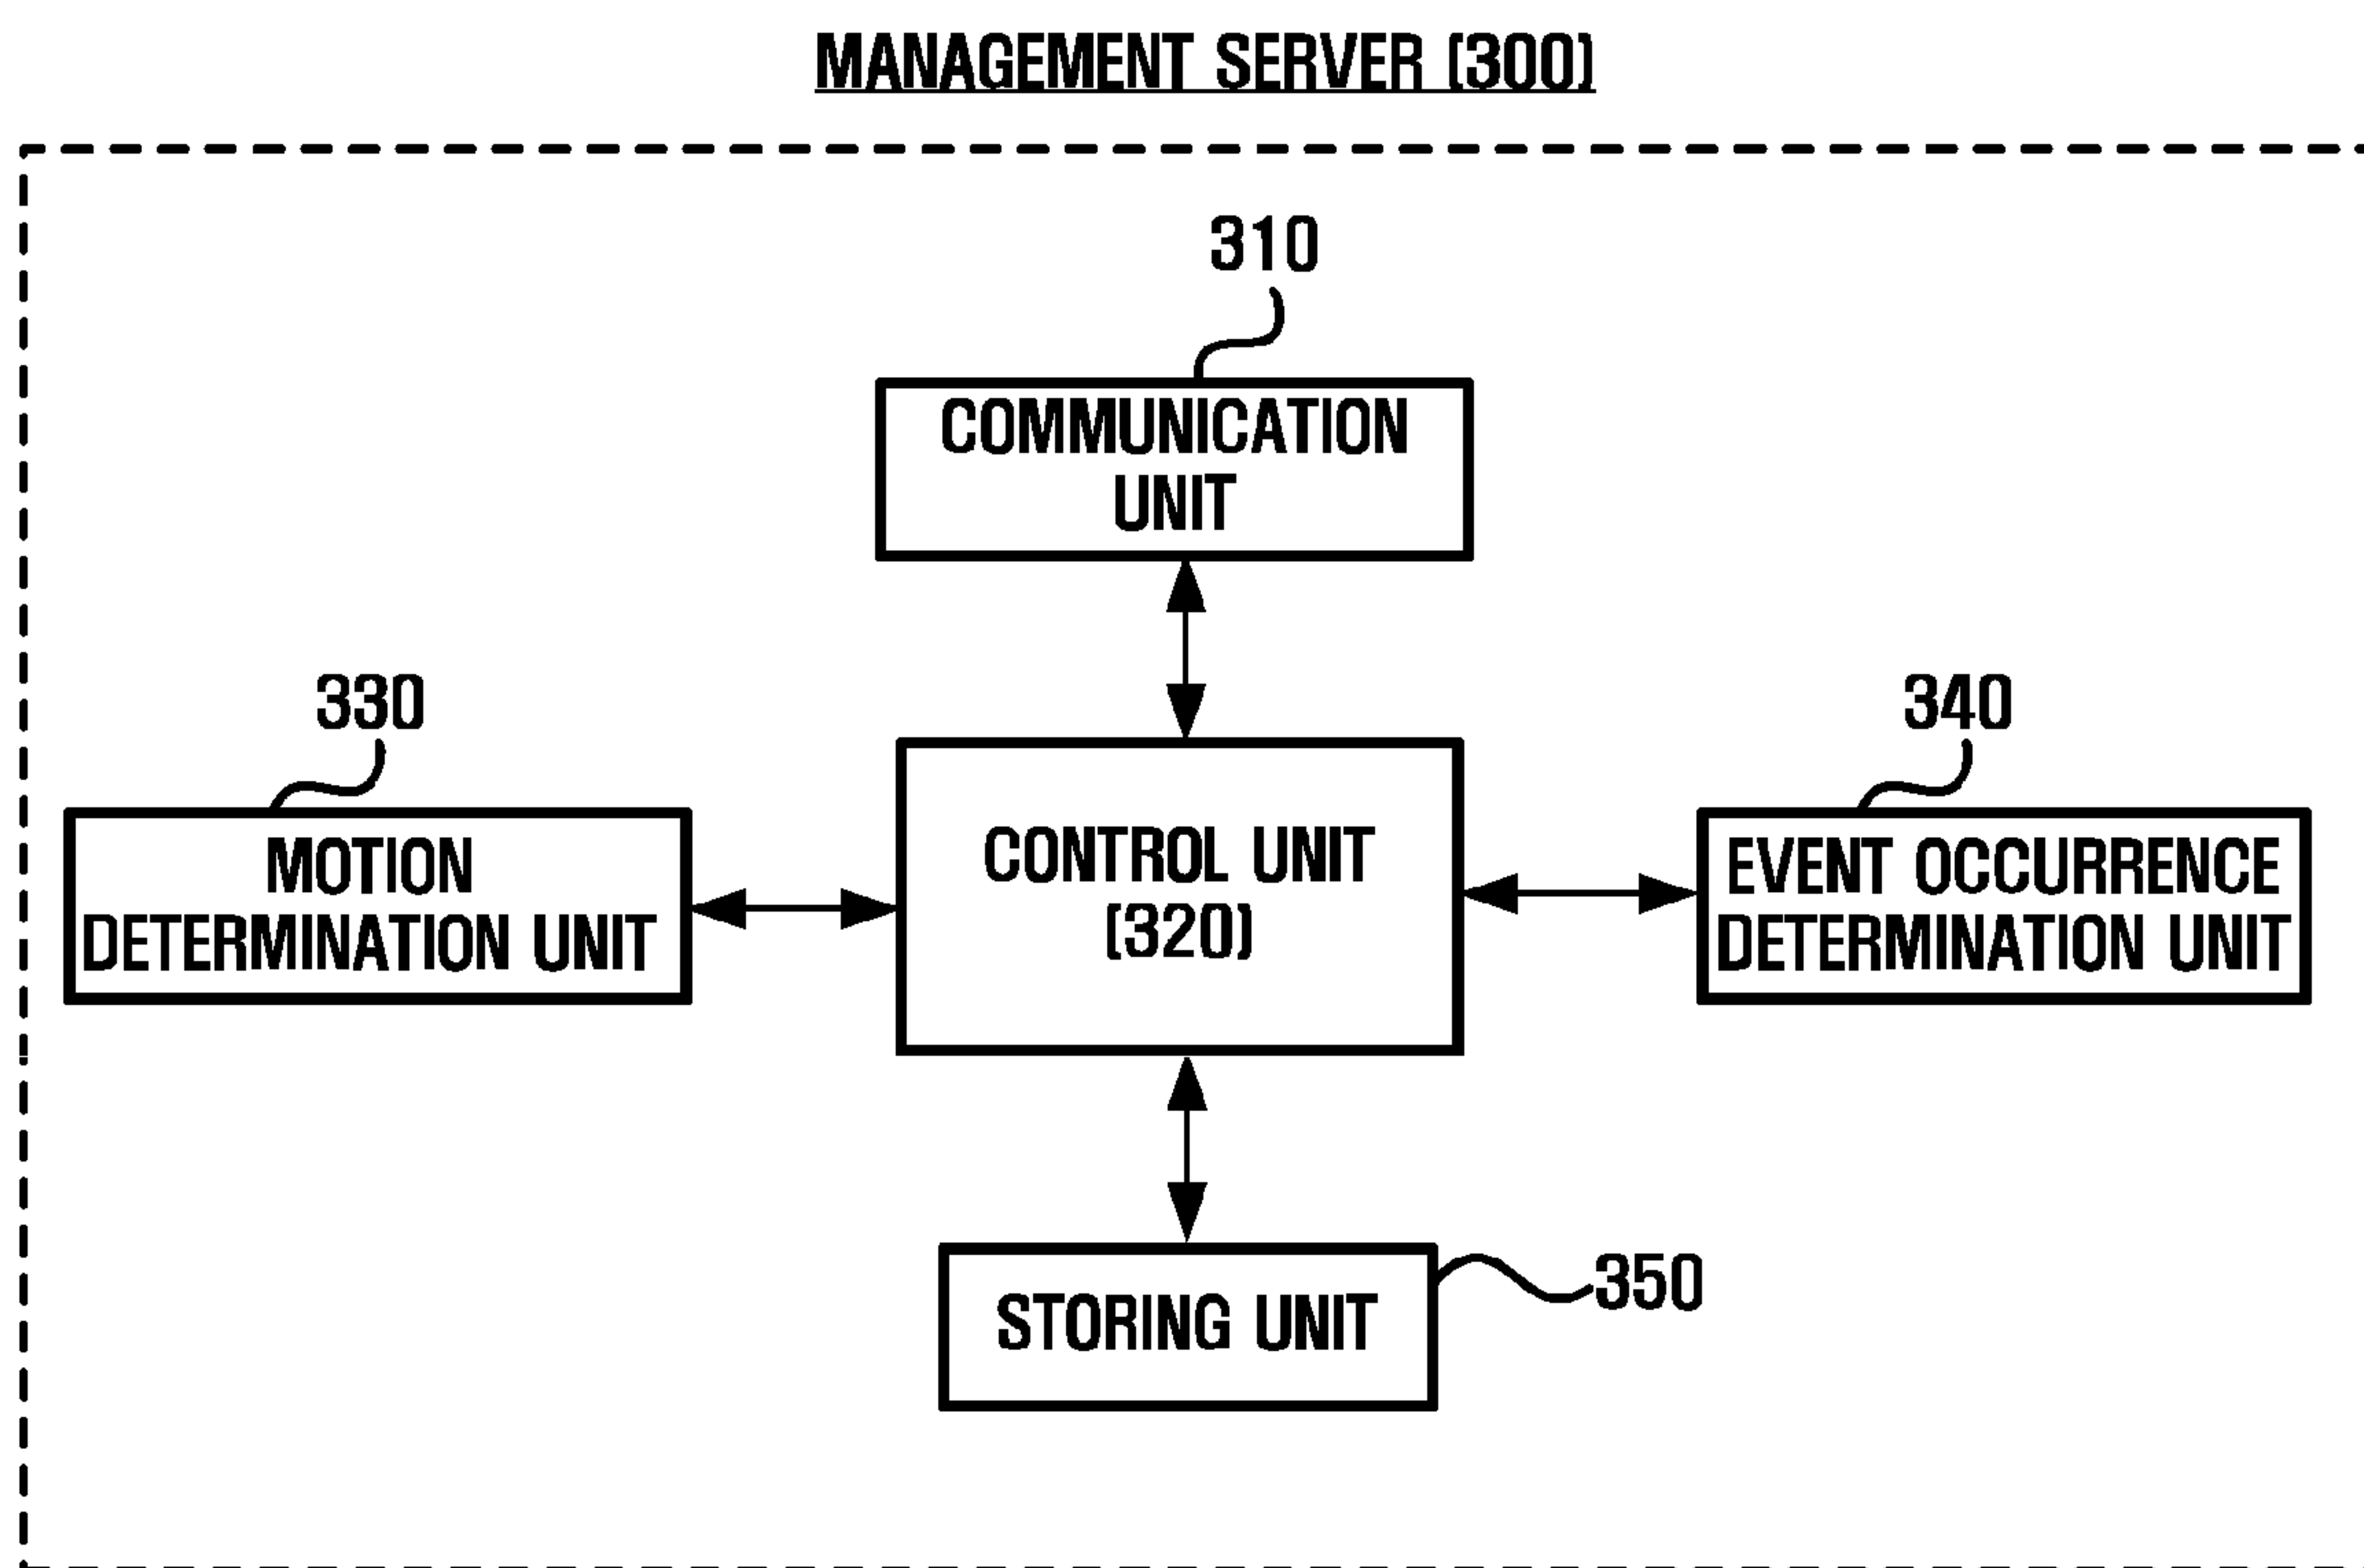 MANAGEMENT SERVER (300)
310
COMMUNICATION
UNIT
330
340
MOTION
DETERMINATION UNIT
CONTROL UNIT
(320)
EVENT OCCURRENCE
DETERMINATION UNIT
STORING UNIT
350